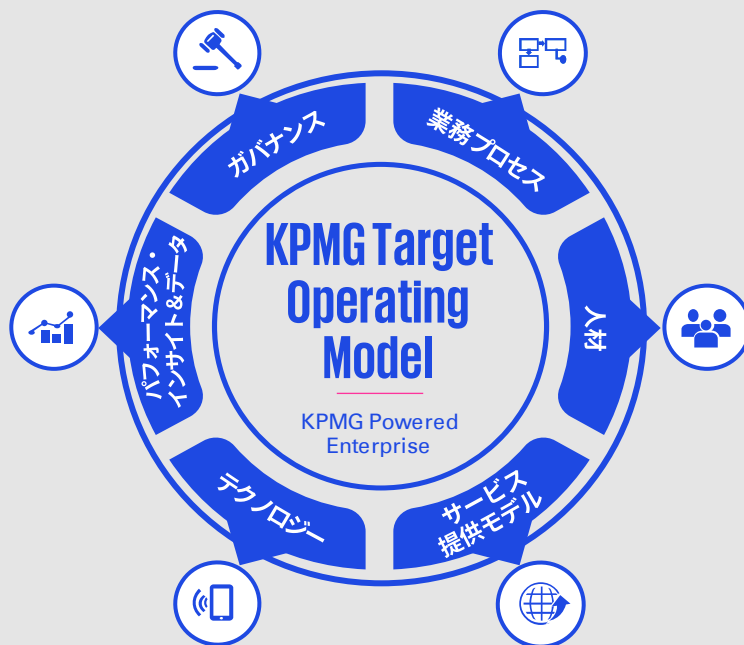 KPMG Target
Operating
Model
KPMG Powered
Enterprise
業務プロセス
人材
サービス
提供モデル
テクノロジー
パフォーマンス・
インサイト&データ
ガバナンス